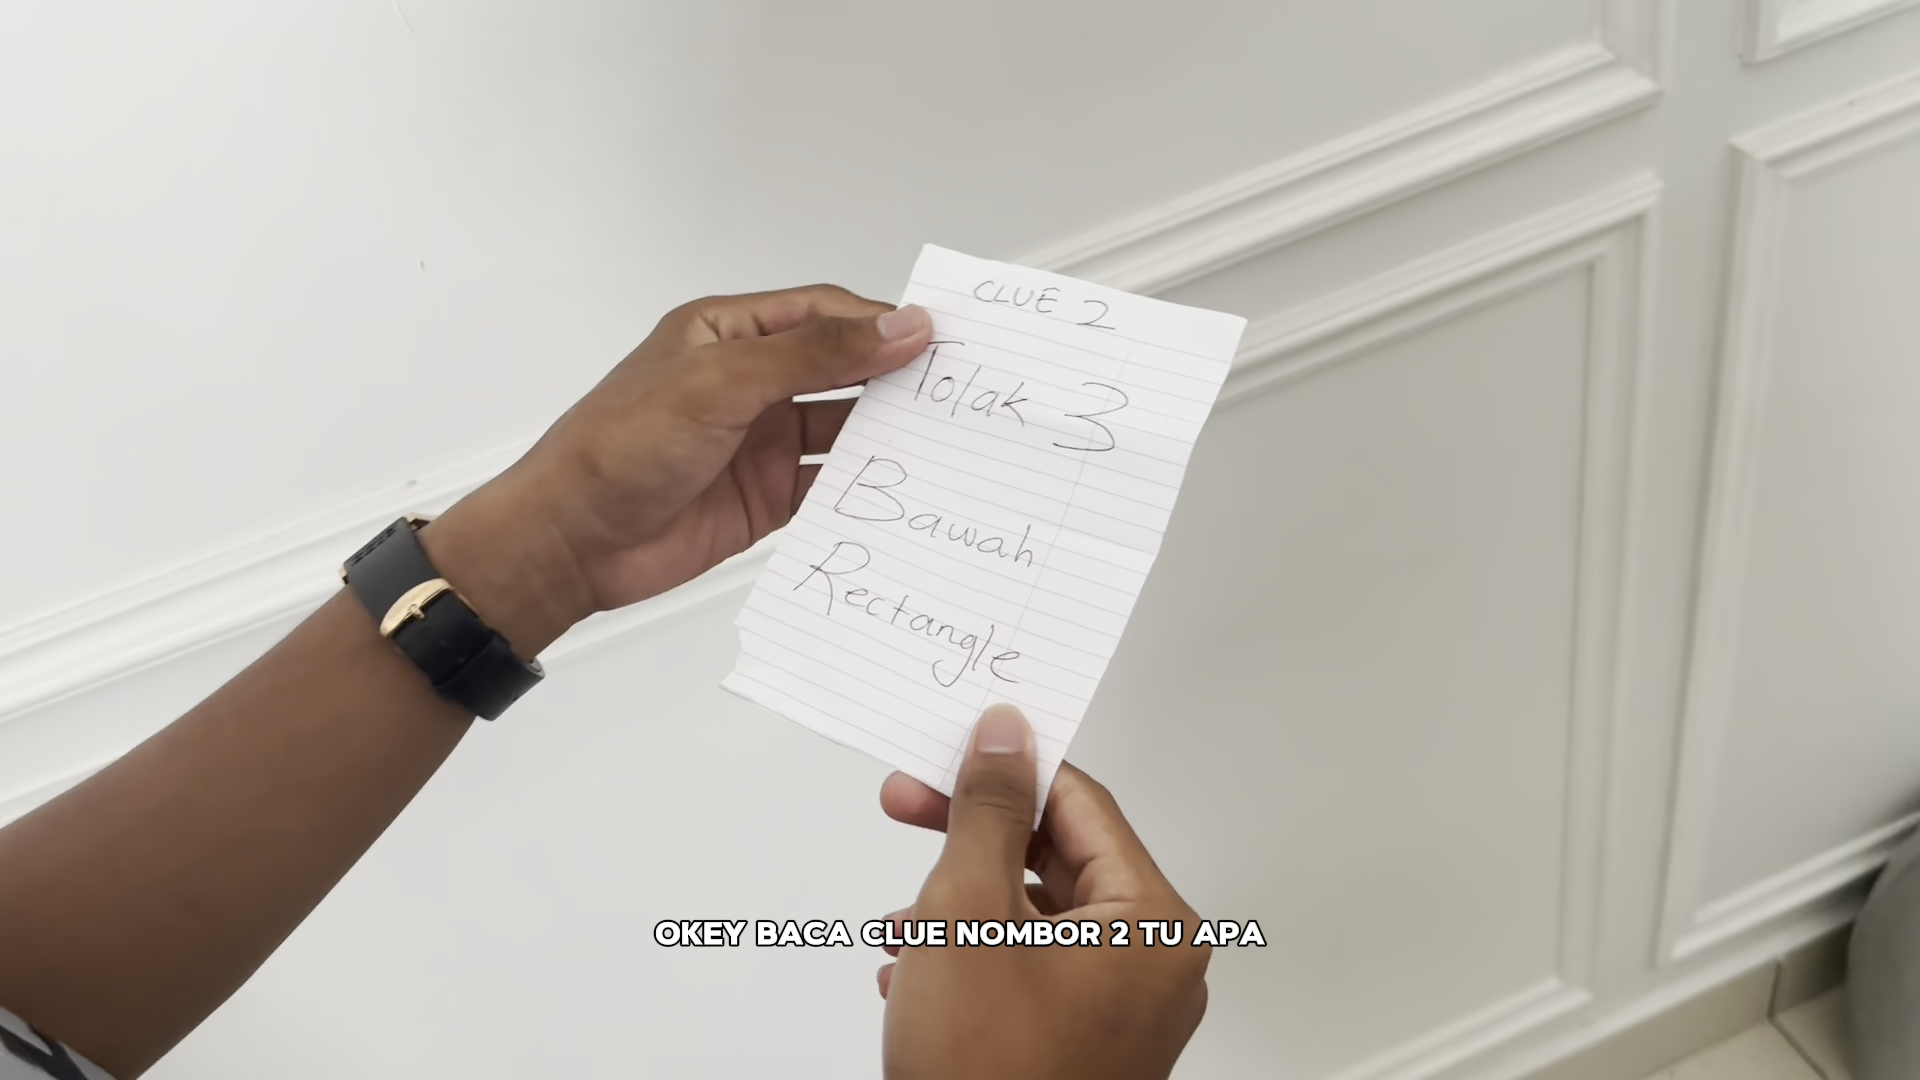 CLUE 2
Tolak 3
Bawah
Rectangle
OKEY BACA CLUE NOMBOR 2 TU APA